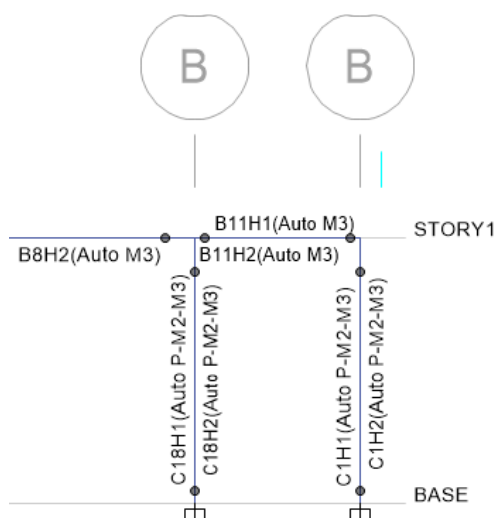 B
B
B11H1(Auto M3)
STORY1
B8H2(Auto M3)
B11H2(Auto M3)
C18H1(Auto P-M2-M3)
C18H2(Auto P-M2-M3)
C1H1(Auto P-M2-M3)
C1H2(Auto P-M2-M3)
BASE